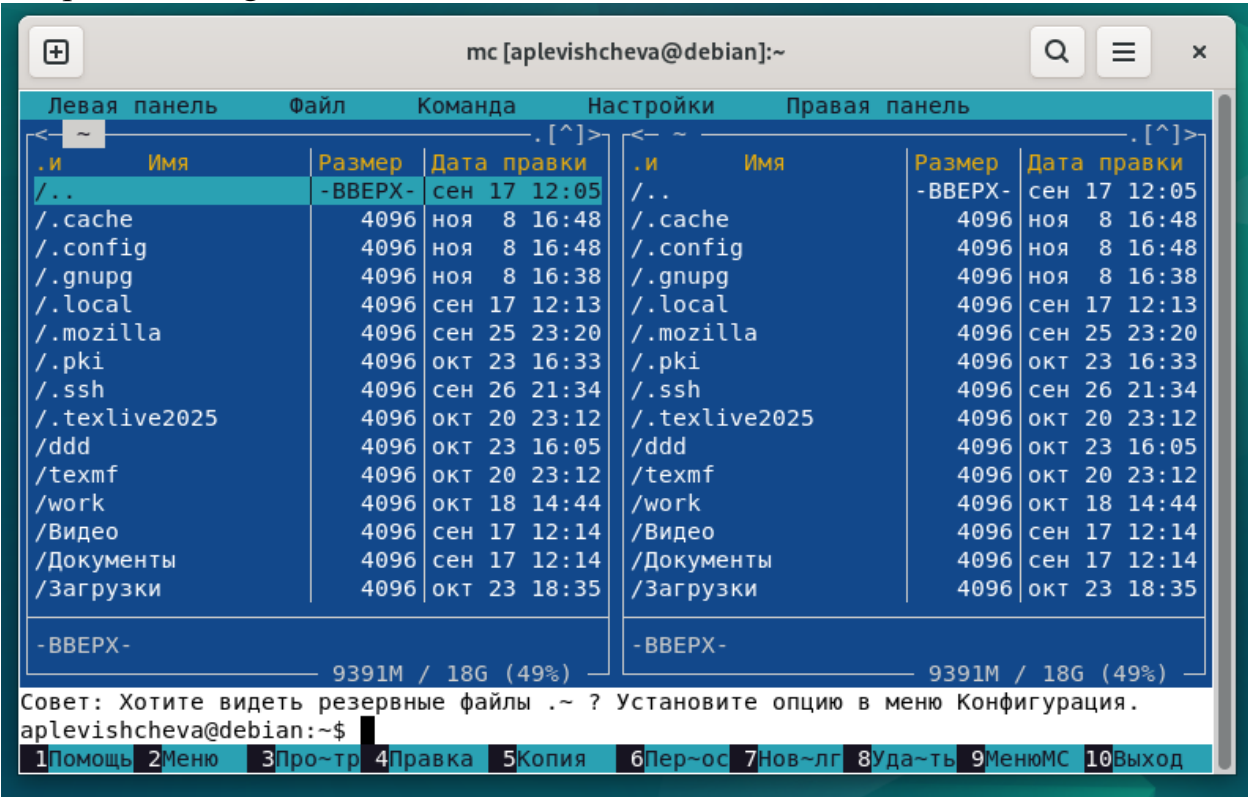 mc [aplevishcheva@debian]:~
Левая панель Файл Команда Настройки Правая панель
<— ~ .[^]> <— ~ .[^]>
.и Имя Размер Дата правки .и Имя Размер Дата правки
/.. -ВВЕРХ- сен 17 12:05 /.. -ВВЕРХ- сен 17 12:05
/.cache 4096 ноя 8 16:48 /.cache 4096 ноя 8 16:48
/.config 4096 ноя 8 16:48 /.config 4096 ноя 8 16:48
/.gnupg 4096 ноя 8 16:38 /.gnupg 4096 ноя 8 16:38
/.local 4096 сен 17 12:13 /.local 4096 сен 17 12:13
/.mozilla 4096 сен 25 23:20 /.mozilla 4096 сен 25 23:20
/.pki 4096 окт 23 16:33 /.pki 4096 окт 23 16:33
/.ssh 4096 сен 26 21:34 /.ssh 4096 сен 26 21:34
/.texlive2025 4096 окт 20 23:12 /.texlive2025 4096 окт 20 23:12
/ddd 4096 окт 23 16:05 /ddd 4096 окт 23 16:05
/texmf 4096 окт 20 23:12 /texmf 4096 окт 20 23:12
/work 4096 окт 18 14:44 /work 4096 окт 18 14:44
/Видео 4096 сен 17 12:14 /Видео 4096 сен 17 12:14
/Документы 4096 сен 17 12:14 /Документы 4096 сен 17 12:14
/Загрузки 4096 окт 23 18:35 /Загрузки 4096 окт 23 18:35
-ВВЕРХ- -ВВЕРХ-
9391M / 18G (49%) 9391M / 18G (49%)
Совет: Хотите видеть резервные файлы .~ ? Установите опцию в меню Конфигурация.
aplevishcheva@debian:~$
1Помощь 2Меню 3Про~тр 4Правка 5Копия 6Пер~ос 7Нов~лг 8Уда~ть 9МенюMC 10Выход